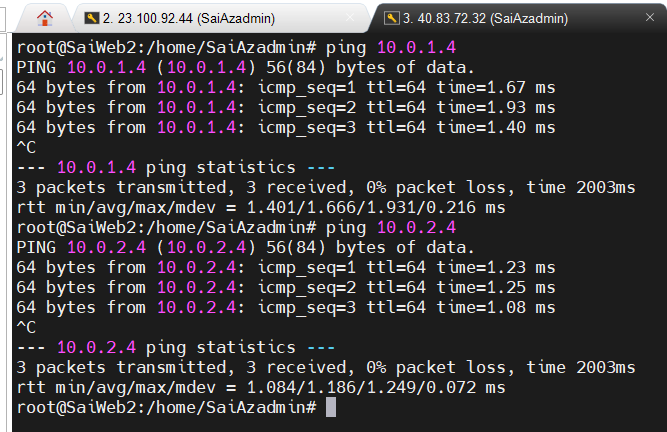 2. 23.100.92.44 (SaiAzadmin)
3. 40.83.72.32 (SaiAzadmin)
root@SaiWeb2:/home/SaiAzadmin# ping 10.0.1.4
PING 10.0.1.4 (10.0.1.4) 56(84) bytes of data.
64 bytes from 10.0.1.4: icmp_seq=1 ttl=64 time=1.67 ms
64 bytes from 10.0.1.4: icmp_seq=2 ttl=64 time=1.93 ms
64 bytes from 10.0.1.4: icmp_seq=3 ttl=64 time=1.40 ms
^C
--- 10.0.1.4 ping statistics ---
3 packets transmitted, 3 received, 0% packet loss, time 2003ms
rtt min/avg/max/mdev = 1.401/1.666/1.931/0.216 ms
root@SaiWeb2:/home/SaiAzadmin# ping 10.0.2.4
PING 10.0.2.4 (10.0.2.4) 56(84) bytes of data.
64 bytes from 10.0.2.4: icmp_seq=1 ttl=64 time=1.23 ms
64 bytes from 10.0.2.4: icmp_seq=2 ttl=64 time=1.25 ms
64 bytes from 10.0.2.4: icmp_seq=3 ttl=64 time=1.08 ms
^C
--- 10.0.2.4 ping statistics ---
3 packets transmitted, 3 received, 0% packet loss, time 2003ms
rtt min/avg/max/mdev = 1.084/1.186/1.249/0.072 ms
root@SaiWeb2:/home/SaiAzadmin#